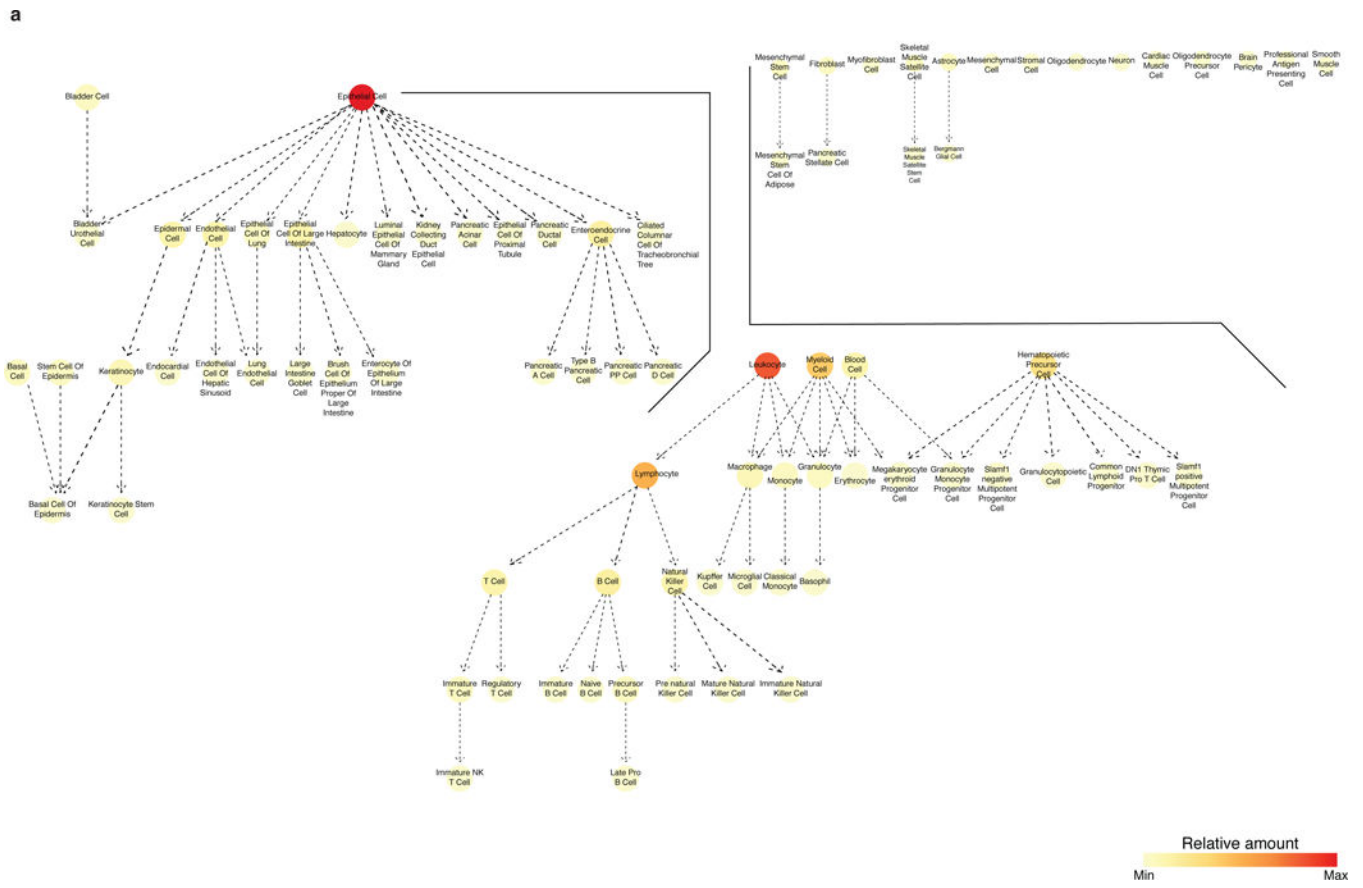 a
Bladder Cell
Epithelial Cell
Mesenchymal
Stem
Cell
Fibroblast
Myofibroblast
Cell
Skeletal
Muscle
Satellite
Cell
Astrocyte
Mesenchymal
Cell
Stromal
Cell
Oligodendrocyte
Neuron
Cardiac
Muscle
Cell
Oligodendrocyte
Precursor
Cell
Brain
Pericyte
Professional
Antigen
Presenting
Cell
Smooth
Muscle
Cell
Mesenchymal
Stem
Cell Of
Adipose
Pancreatic
Stellate Cell
Skeletal
Muscle
Satellite
Stem
Cell
Bergmann
Glial Cell
Bladder
Urothelial
Cell
Epidermal
Cell
Endothelial
Cell
Epithelial
Cell Of
Lung
Epithelial
Cell Of Large
Intestine
Hepatocyte
Luminal
Epithelial
Cell Of
Mammary
Gland
Kidney
Collecting
Duct
Epithelial
Cell
Pancreatic
Acinar
Cell
Epithelial
Cell Of
Proximal
Tubule
Pancreatic
Ductal
Cell
Enteroendocrine
Cell
Ciliated
Columnar
Cell Of
Tracheobronchial
Tree
Basal
Cell
Stem Cell Of
Epidermis
Keratinocyte
Endocardial
Cell
Endothelial
Cell Of
Hepatic
Sinusoid
Lung
Endothelial
Cell
Large
Intestine
Goblet
Cell
Brush
Cell Of
Epithelium
Proper Of
Large
Intestine
Enterocyte Of
Epithelium
Of Large
Intestine
Pancreatic
A Cell
Type B
Pancreatic
Cell
Pancreatic
PP Cell
Pancreatic
D Cell
Leukocyte
Myeloid
Cell
Blood
Cell
Hematopoietic
Precursor
Cell
Basal Cell Of
Epidermis
Keratinocyte Stem
Cell
Lymphocyte
Macrophage
Monocyte
Granulocyte
Erythrocyte
Megakaryocyte
erythroid
Progenitor
Cell
Granulocyte
Monocyte
Progenitor
Cell
Slamf1
negative
Multipotent
Progenitor
Cell
Granulocytopoietic
Cell
Common
Lymphoid
Progenitor
DN1 Thymic
Pro T Cell
Slamf1
positive
Multipotent
Progenitor
Cell
T Cell
B Cell
Natural
Killer
Cell
Kupffer
Cell
Microglial
Cell
Classical
Monocyte
Basophil
Immature
T Cell
Regulatory
T Cell
Immature
B Cell
Naive
B Cell
Precursor
B Cell
Pre natural
Killer Cell
Mature Natural
Killer Cell
Immature Natural
Killer Cell
Immature NK
T Cell
Late Pro
B Cell
Relative amount
Min
Max